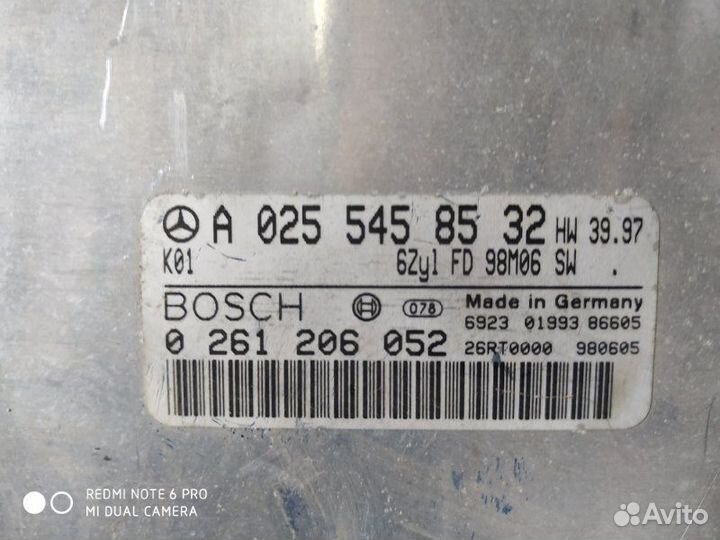 A 025 545 85 32 HW 39.97
K01 6Zyl FD 98M06 SW .
BOSCH 078 Made in Germany
6923 01993 86605
0 261 206 052 26RT0000 980605
REDMI NOTE 6 PRO
MI DUAL CAMERA
Avito